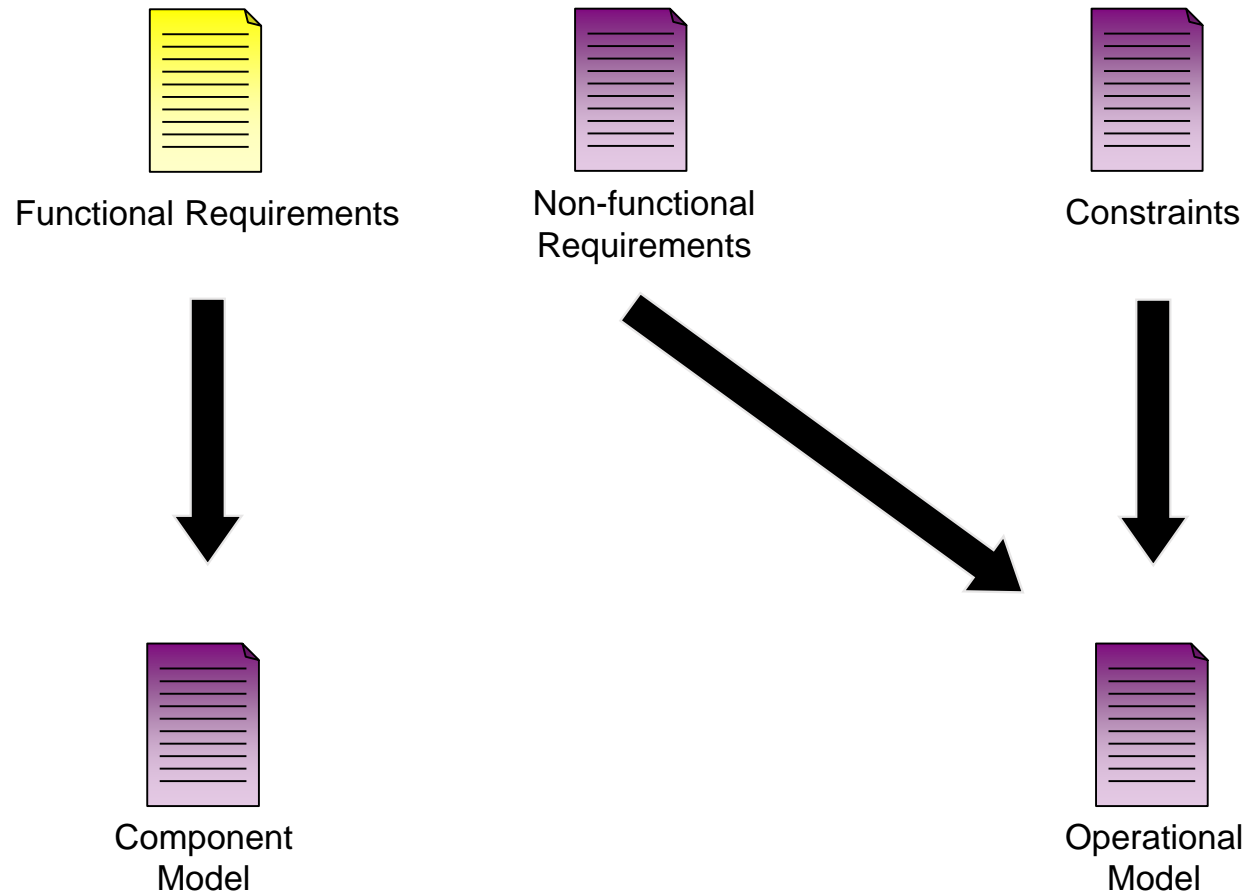 Functional Requirements
Non-functional
Requirements
Constraints
Component
Model
Operational
Model